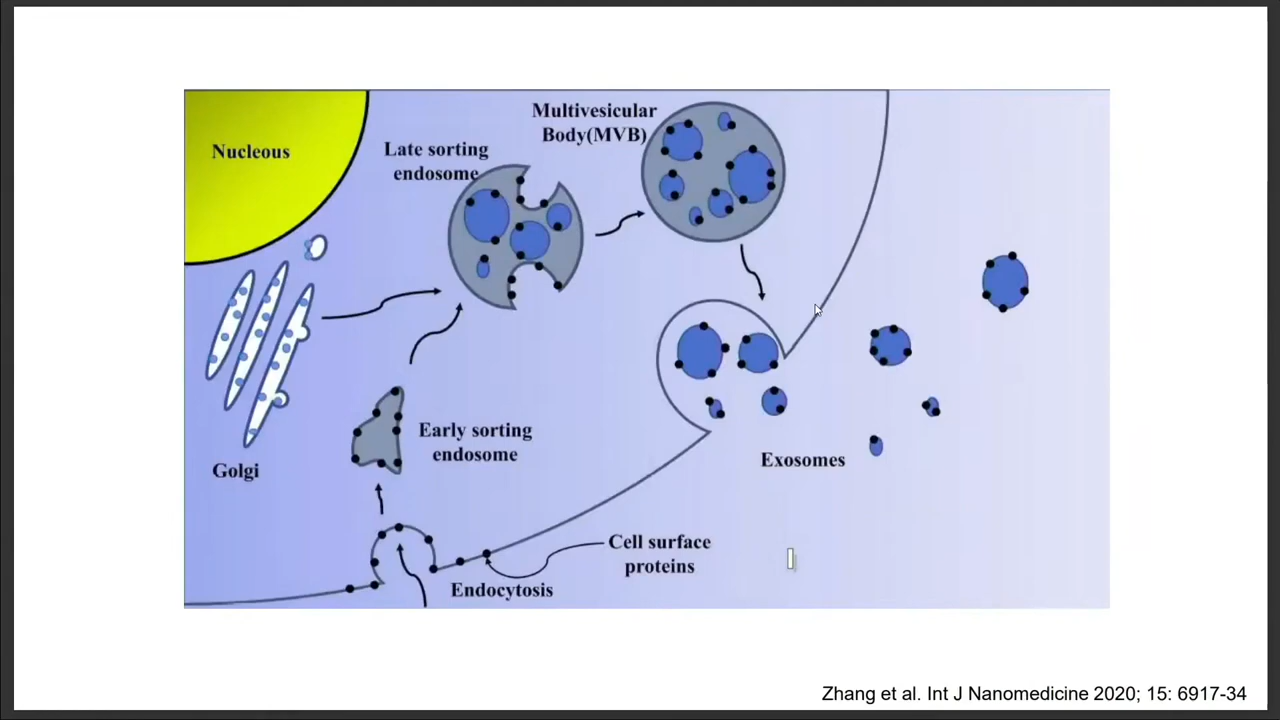 Nucleous
Late sorting
endosome
Multivesicular
Body(MVB)
Golgi
Early sorting
endosome
Exosomes
Cell surface
proteins
Endocytosis
Zhang et al. Int J Nanomedicine 2020; 15: 6917-34